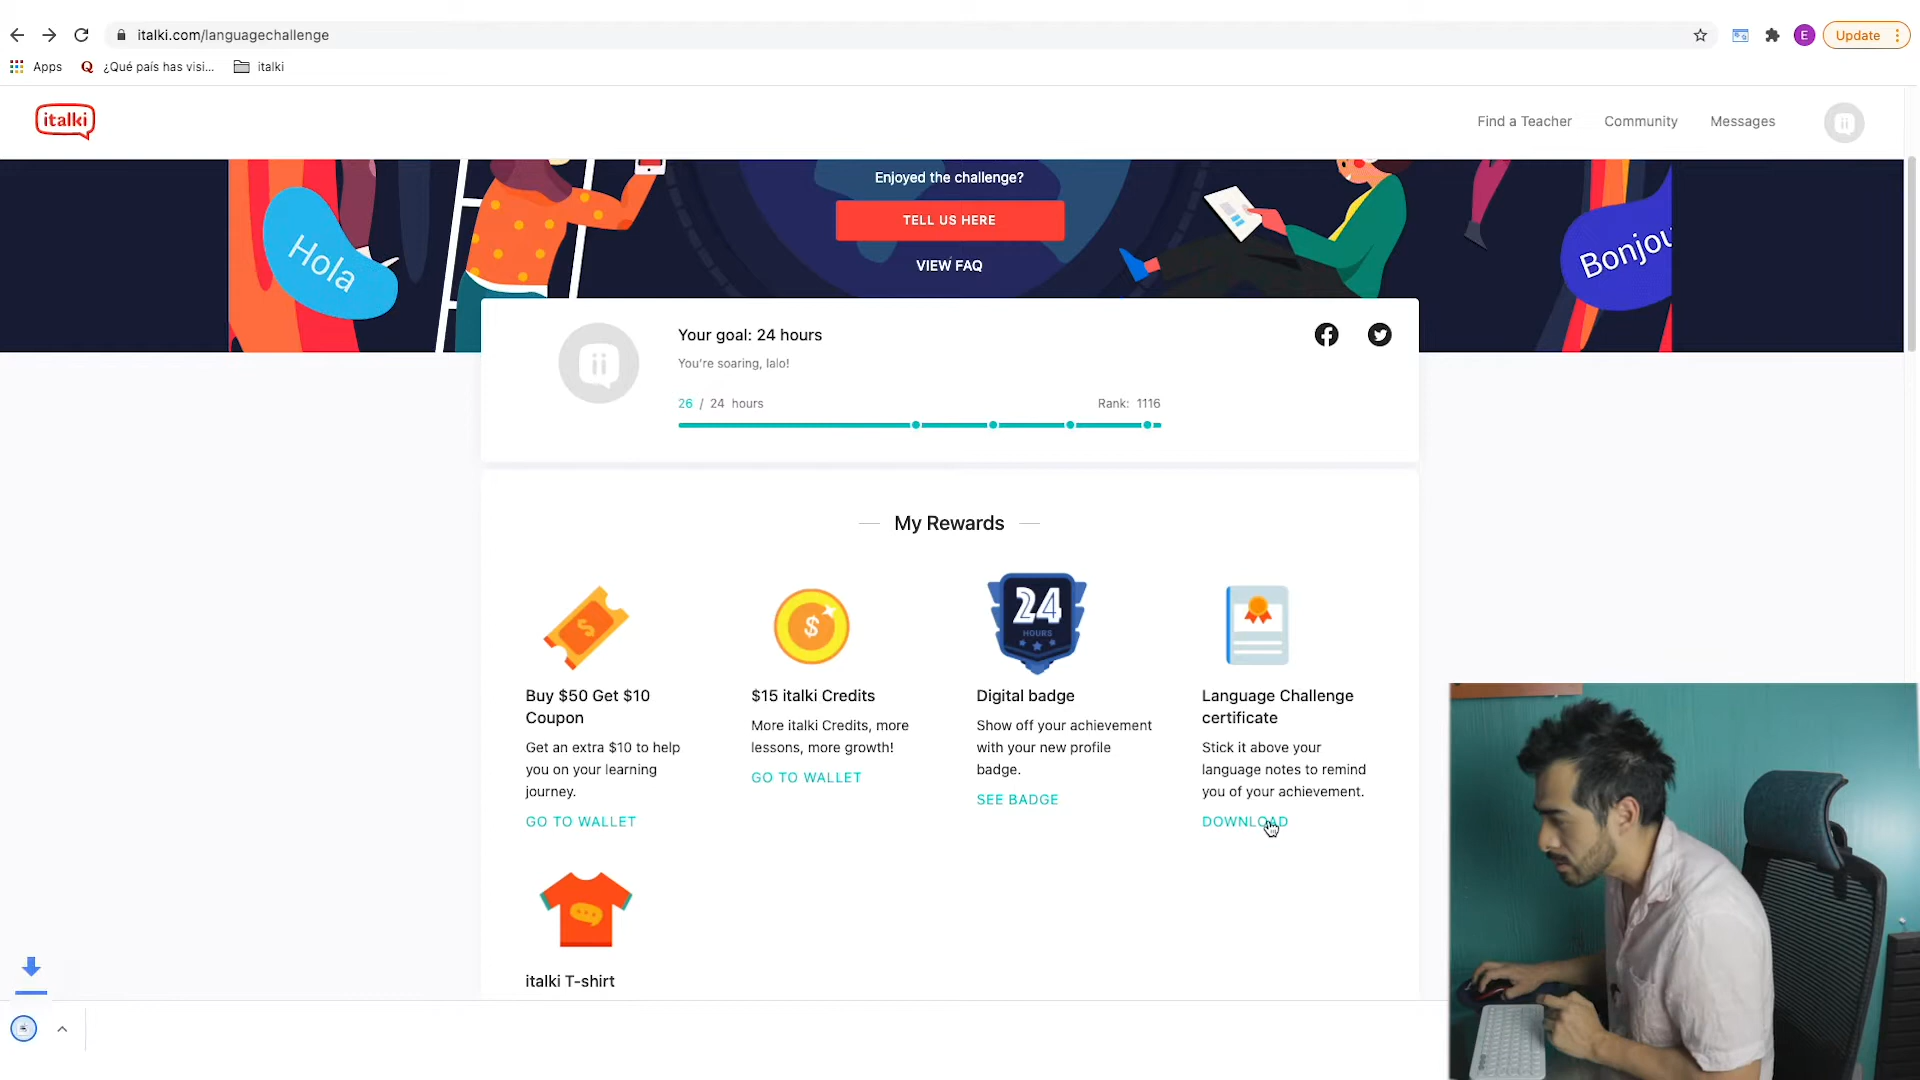 italki.com/languagechallenge
E
Update
Apps
Q
¿Qué país has visi...
italki
italki
Find a Teacher
Community
Messages
Enjoyed the challenge?
TELL US HERE
VIEW FAQ
Hola
Bonjou
Your goal: 24 hours
You're soaring, lalo!
26 / 24 hours
Rank: 1116
My Rewards
$
$
24
HOURS
Buy $50 Get $10
Coupon
Get an extra $10 to help
you on your learning
journey.
GO TO WALLET
$15 italki Credits
More italki Credits, more
lessons, more growth!
GO TO WALLET
Digital badge
Show off your achievement
with your new profile
badge.
SEE BADGE
Language Challenge
certificate
Stick it above your
language notes to remind
you of your achievement.
DOWNLOAD
italki T-shirt